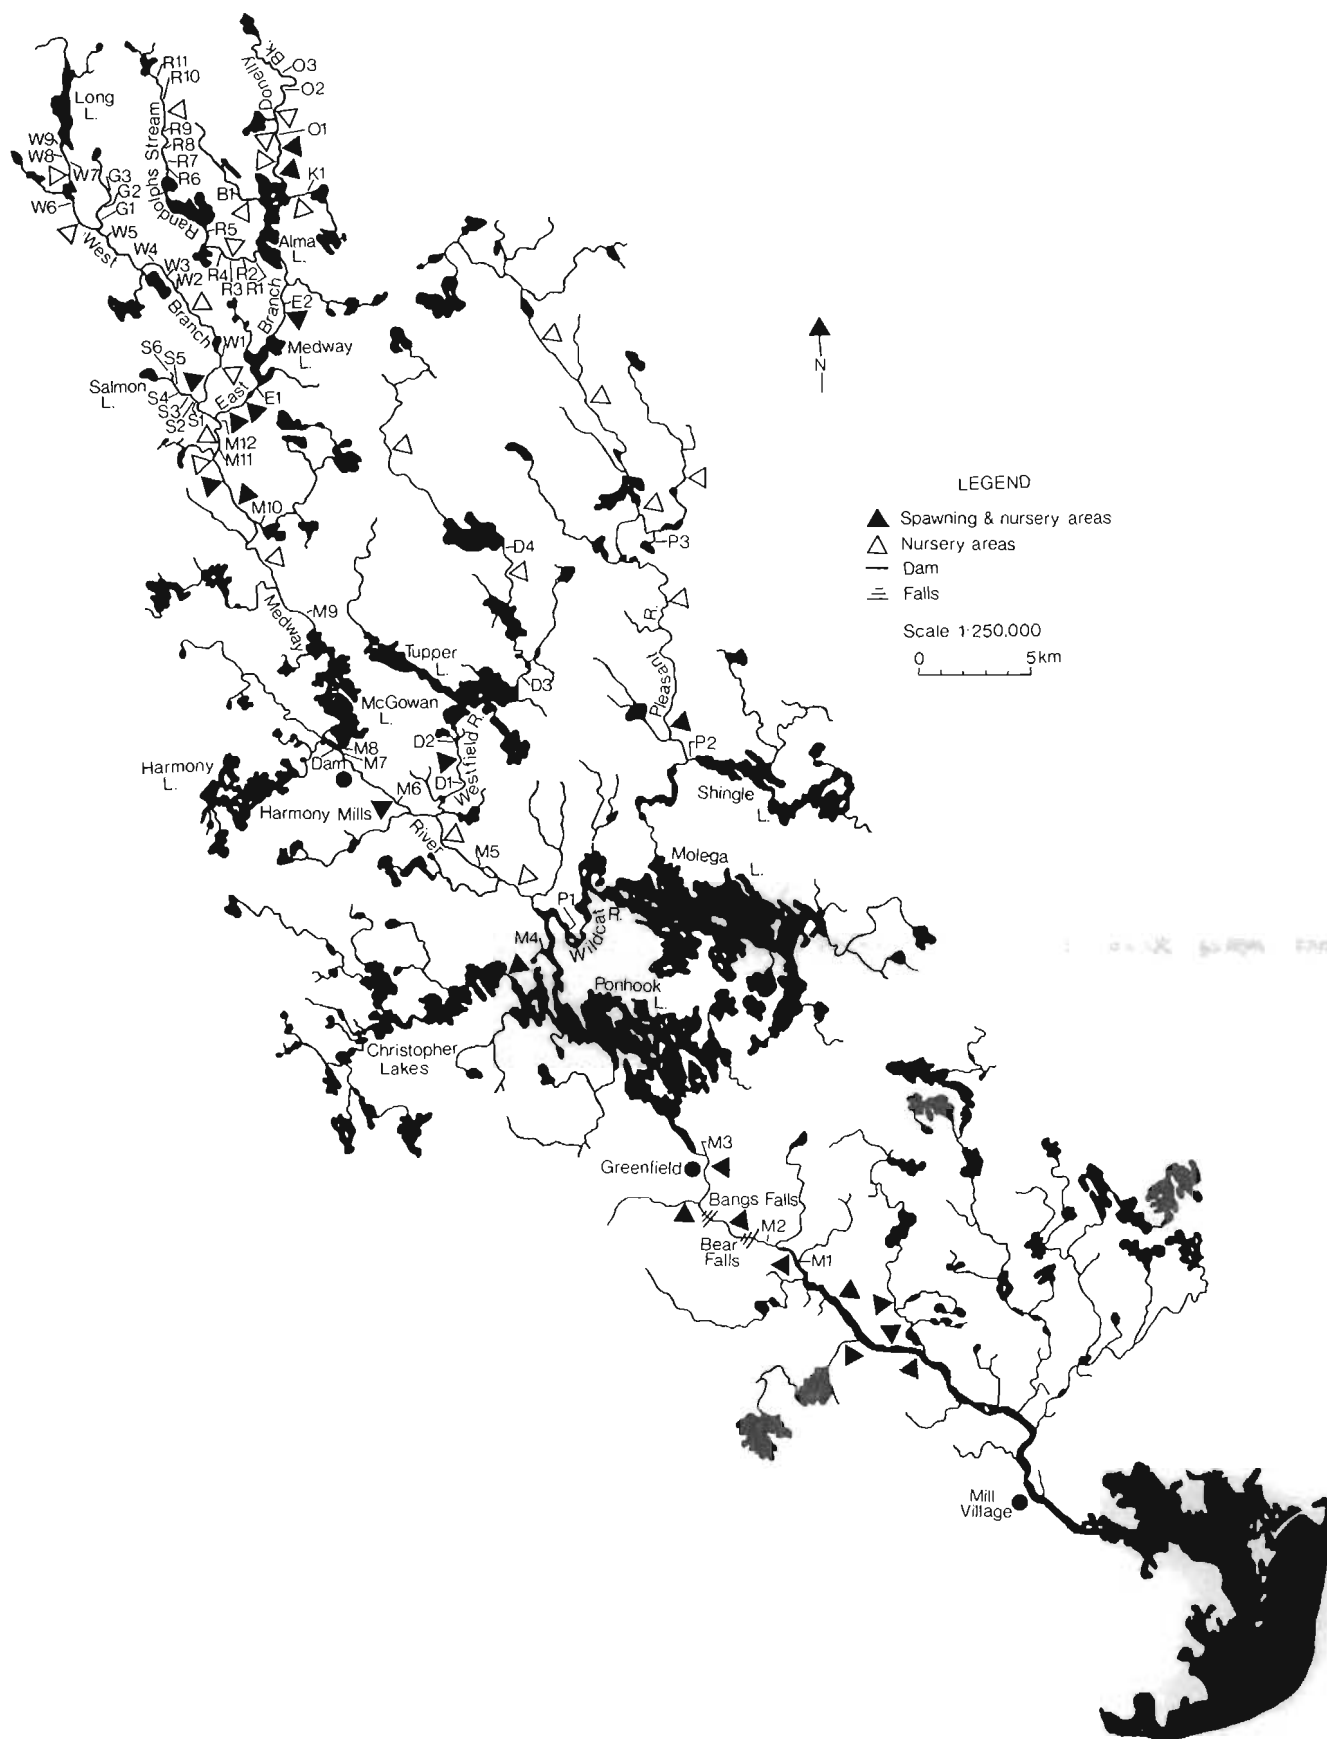 Donelly Bk.
O3
O2
O1
K1
R11
R10
R9
R8
R7
R6
Randolphs Stream
Long
L.
W9
W8
W7
G3
G2
G1
W6
W5
West
B1
R5
Alma
L.
W4
W3
W2
R4
R2
R3
R1
Branch
E2
Branch
W1
Medway
L.
S6
S5
Salmon
L.
S4
S3
S2
S1
East
E1
M12
M11
M10
N
LEGEND
Spawning & nursery areas
Nursery areas
Dam
Falls
Scale 1:250.000
0
5km
P3
D4
Medway
M9
Pleasant R.
Tupper
L.
D3
McGowan
L.
D2
Westfield R.
P2
M8
M7
Dam
Harmony
L.
M6
D1
Shingle
L.
Harmony Mills
River
M5
Molega
L.
P1
Wildcat R.
M4
Ponhook
L.
Christopher
Lakes
M3
Greenfield
Bangs Falls
M2
Bear
Falls
M1
Mill
Village